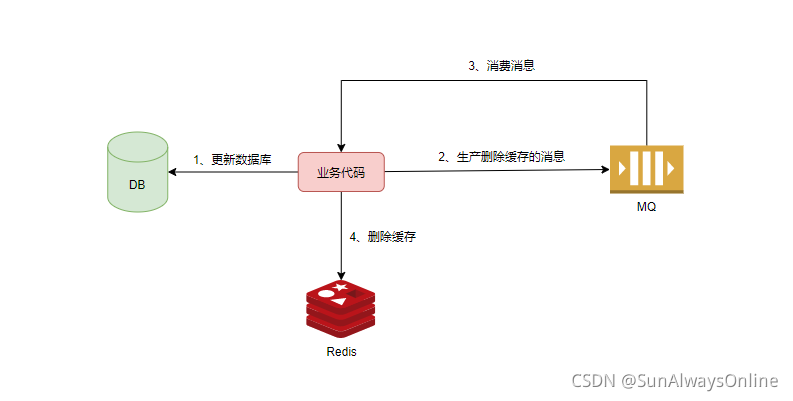 3、消费消息
1、更新数据库
2、生产删除缓存的消息
DB
业务代码
MQ
4、删除缓存
Redis
CSDN @SunAlwaysOnline